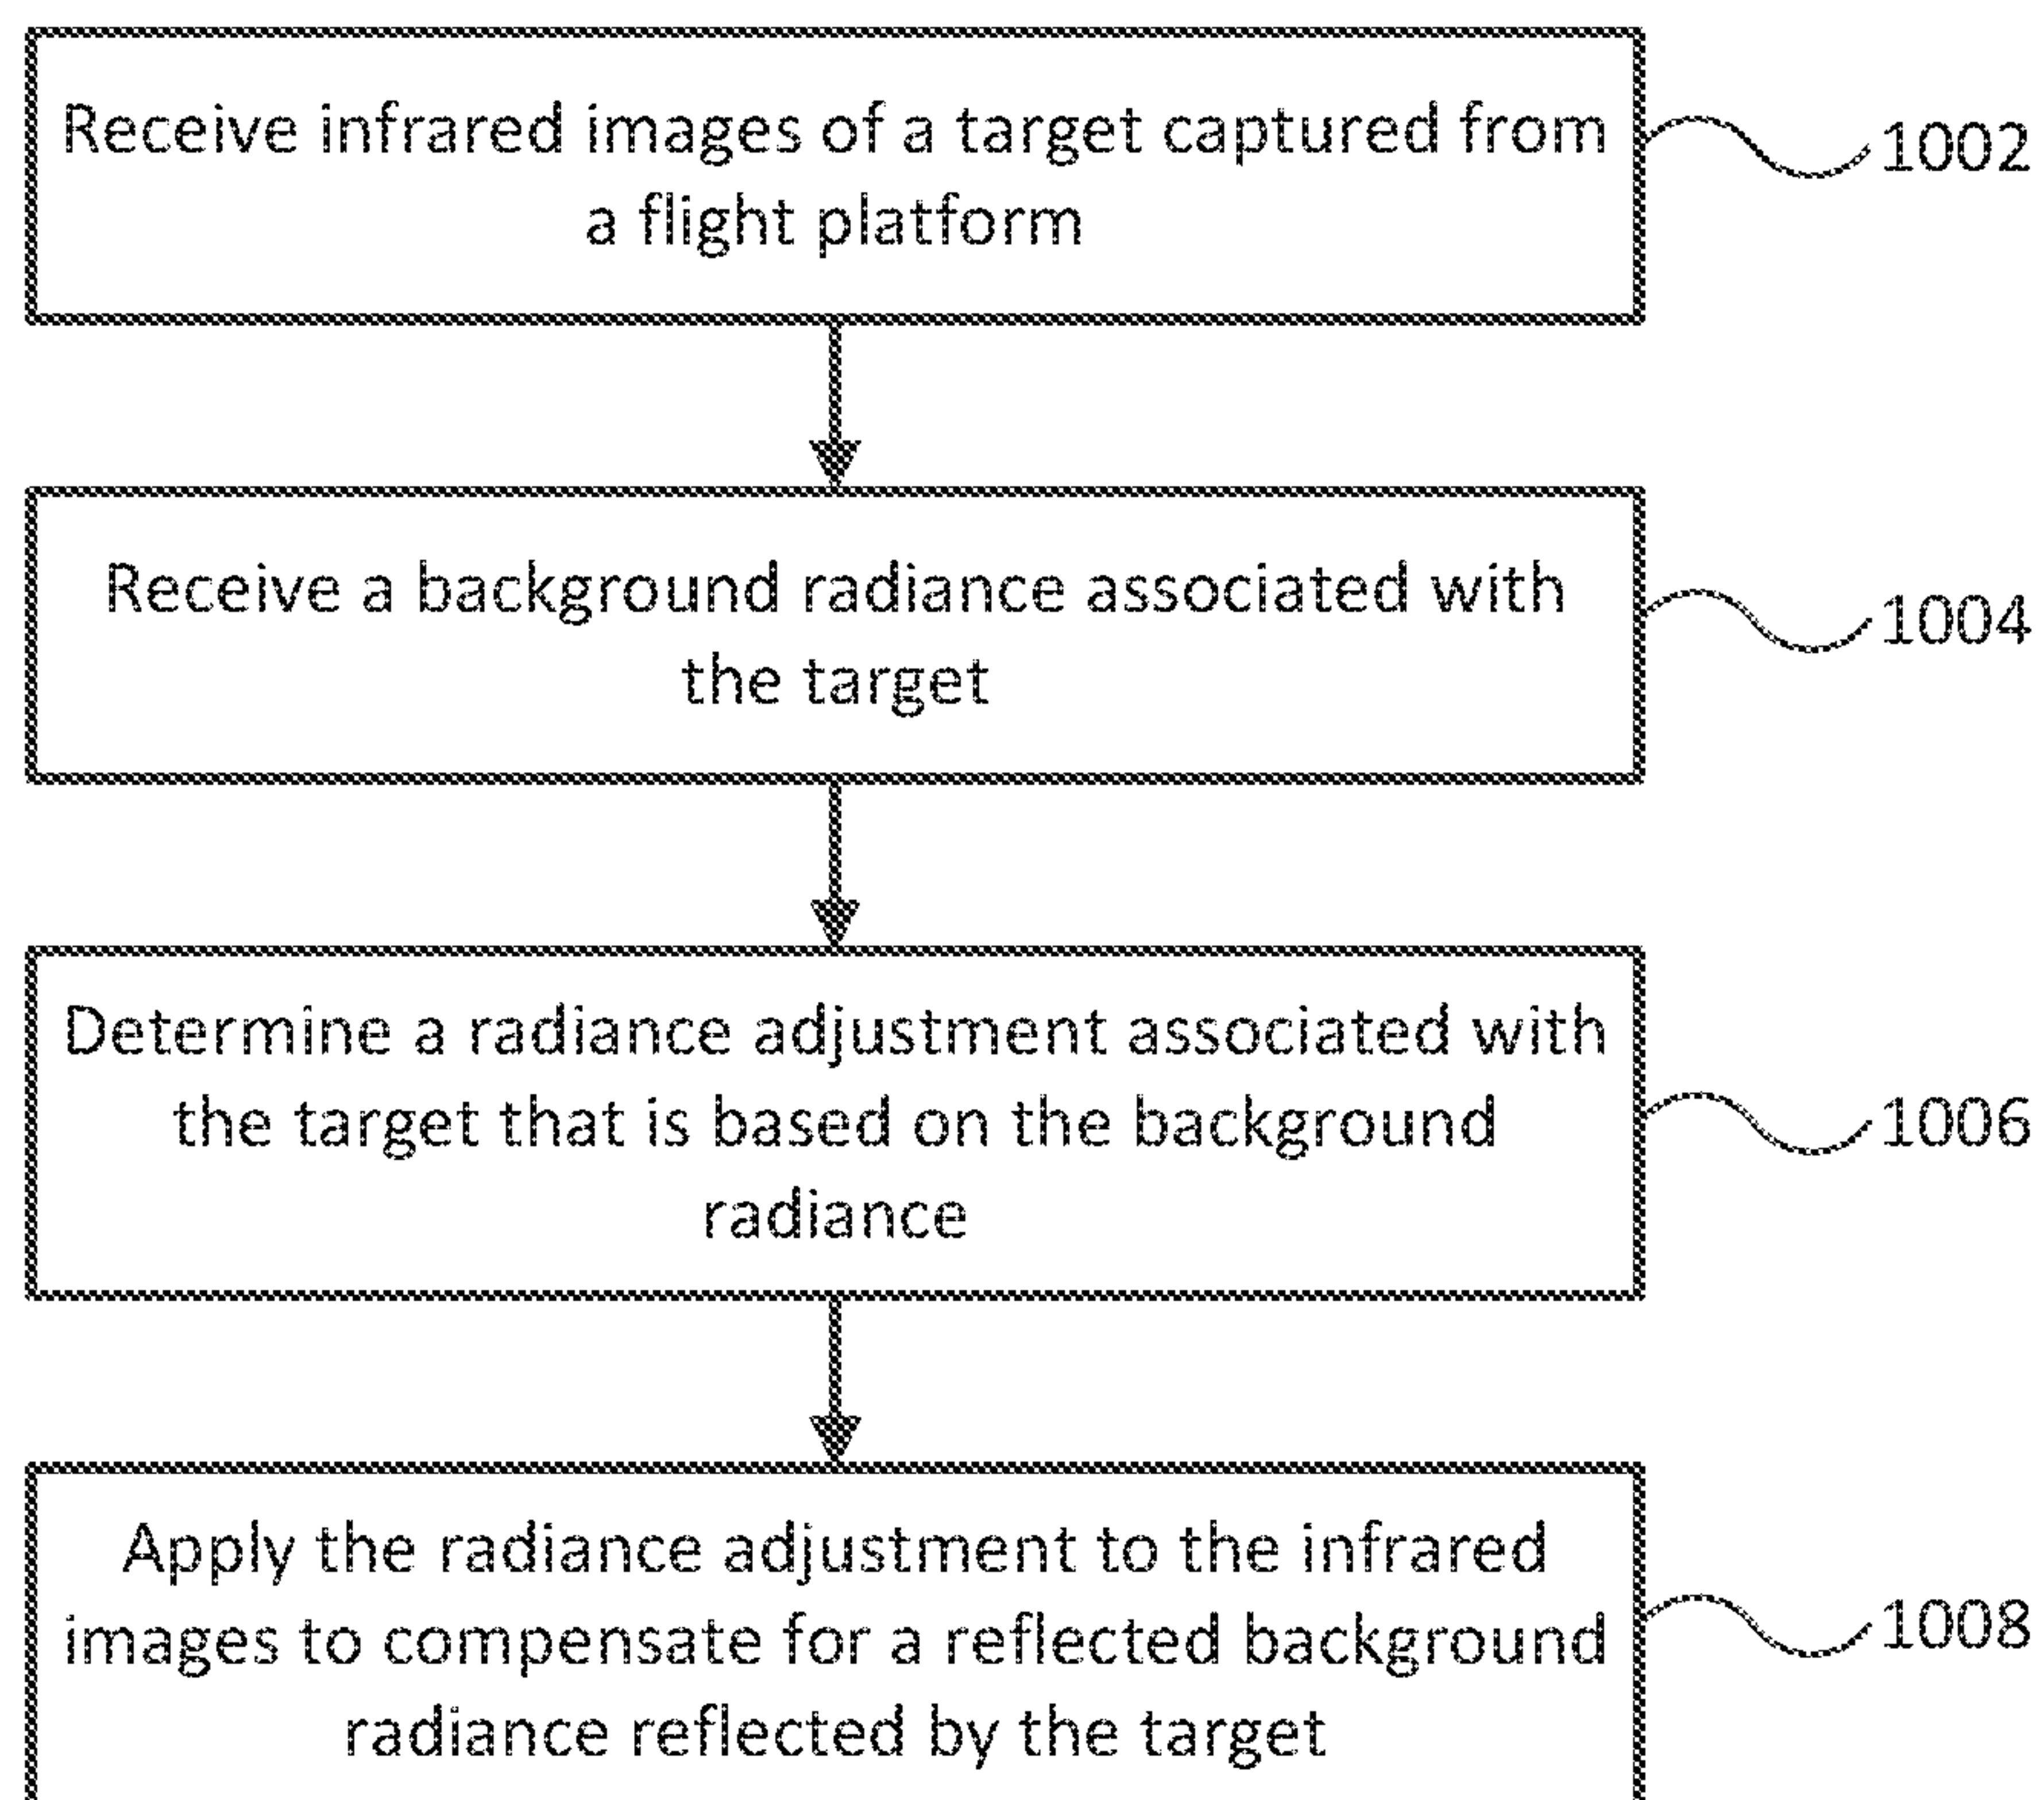 Receive infrared images of a target captured from
a flight platform
1002
Receive a background radiance associated with
the target
1004
Determine a radiance adjustment associated with
the target that is based on the background
radiance
1006
Apply the radiance adjustment to the infrared
images to compensate for a reflected background
radiance reflected by the target
1008